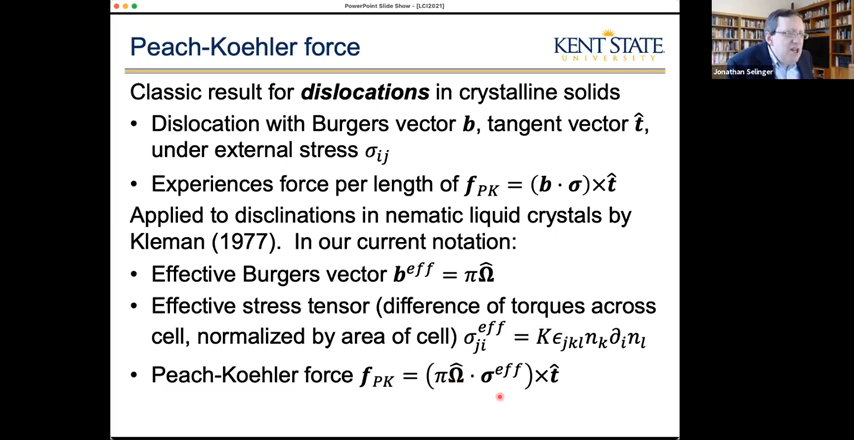 PowerPoint Slide Show - [LCI2021]
Peach-Koehler force
KENT STATE
UNIVERSITY
Jonathan Selinger
Classic result for dislocations in crystalline solids
• Dislocation with Burgers vector b, tangent vector t̂,
under external stress σᵢⱼ
• Experiences force per length of f_PK = (b · σ)×t̂
Applied to disclinations in nematic liquid crystals by
Kleman (1977). In our current notation:
• Effective Burgers vector b^eff = πΩ̂
• Effective stress tensor (difference of torques across
cell, normalized by area of cell) σ_ji^eff = Kϵ_jkl n_k ∂_i n_l
• Peach-Koehler force f_PK = (πΩ̂ · σ^eff)×t̂